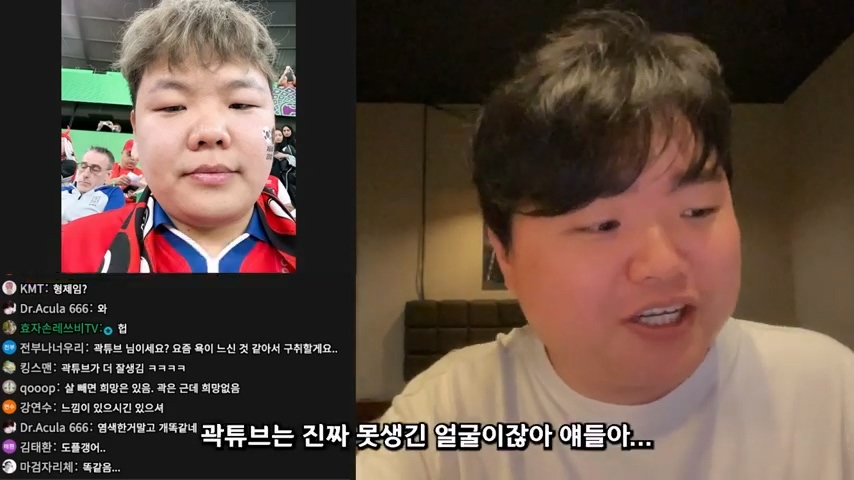 KMT: 형제임?
Dr.Acula 666: 와
효자손레쓰비TV: 헙
전부나너우리: 곽튜브 님이세요? 요즘 욕이 느신 것 같아서 구취할게요..
킹스맨: 곽튜브가 더 잘생김 ㅋㅋㅋㅋ
qooop: 살 빼면 희망은 있음. 곽은 근데 희망없음
강연수: 느낌이 있으시긴 있으셔
Dr.Acula 666: 염색한거말고 개똑같네
곽튜브는 진짜 못생긴 얼굴이잖아 얘들아...
김태환: 도플갱어..
마검자리체: 똑같음...